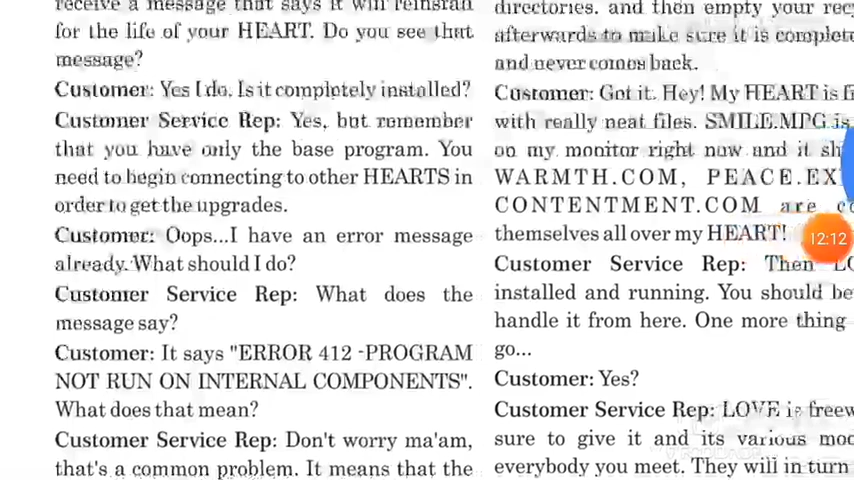 receive a message that says it will reinstall
for the life of your HEART. Do you see that
message?
Customer: Yes I do. Is it completely installed?
Customer Service Rep: Yes, but remember
that you have only the base program. You
need to begin connecting to other HEARTS in
order to get the upgrades.
Customer: Oops...I have an error message
already. What should I do?
Customer Service Rep: What does the
message say?
Customer: It says "ERROR 412 -PROGRAM
NOT RUN ON INTERNAL COMPONENTS".
What does that mean?
Customer Service Rep: Don't worry ma'am,
that's a common problem. It means that the
directories. and then empty your
afterwards to make sure it is
and never comes back.
Customer: Got it. Hey! My HEART is
with really neat files. SMILE.MPG is
on my monitor right now and it
WARMTH.COM, PEACE.EX
CONTENTMENT.COM are
themselves all over my HEART!
Customer Service Rep: Then
installed and running. You should be
handle it from here. One more thing
go...
Customer: Yes?
Customer Service Rep: LOVE is
sure to give it and its various
everybody you meet. They will in turn
12:12